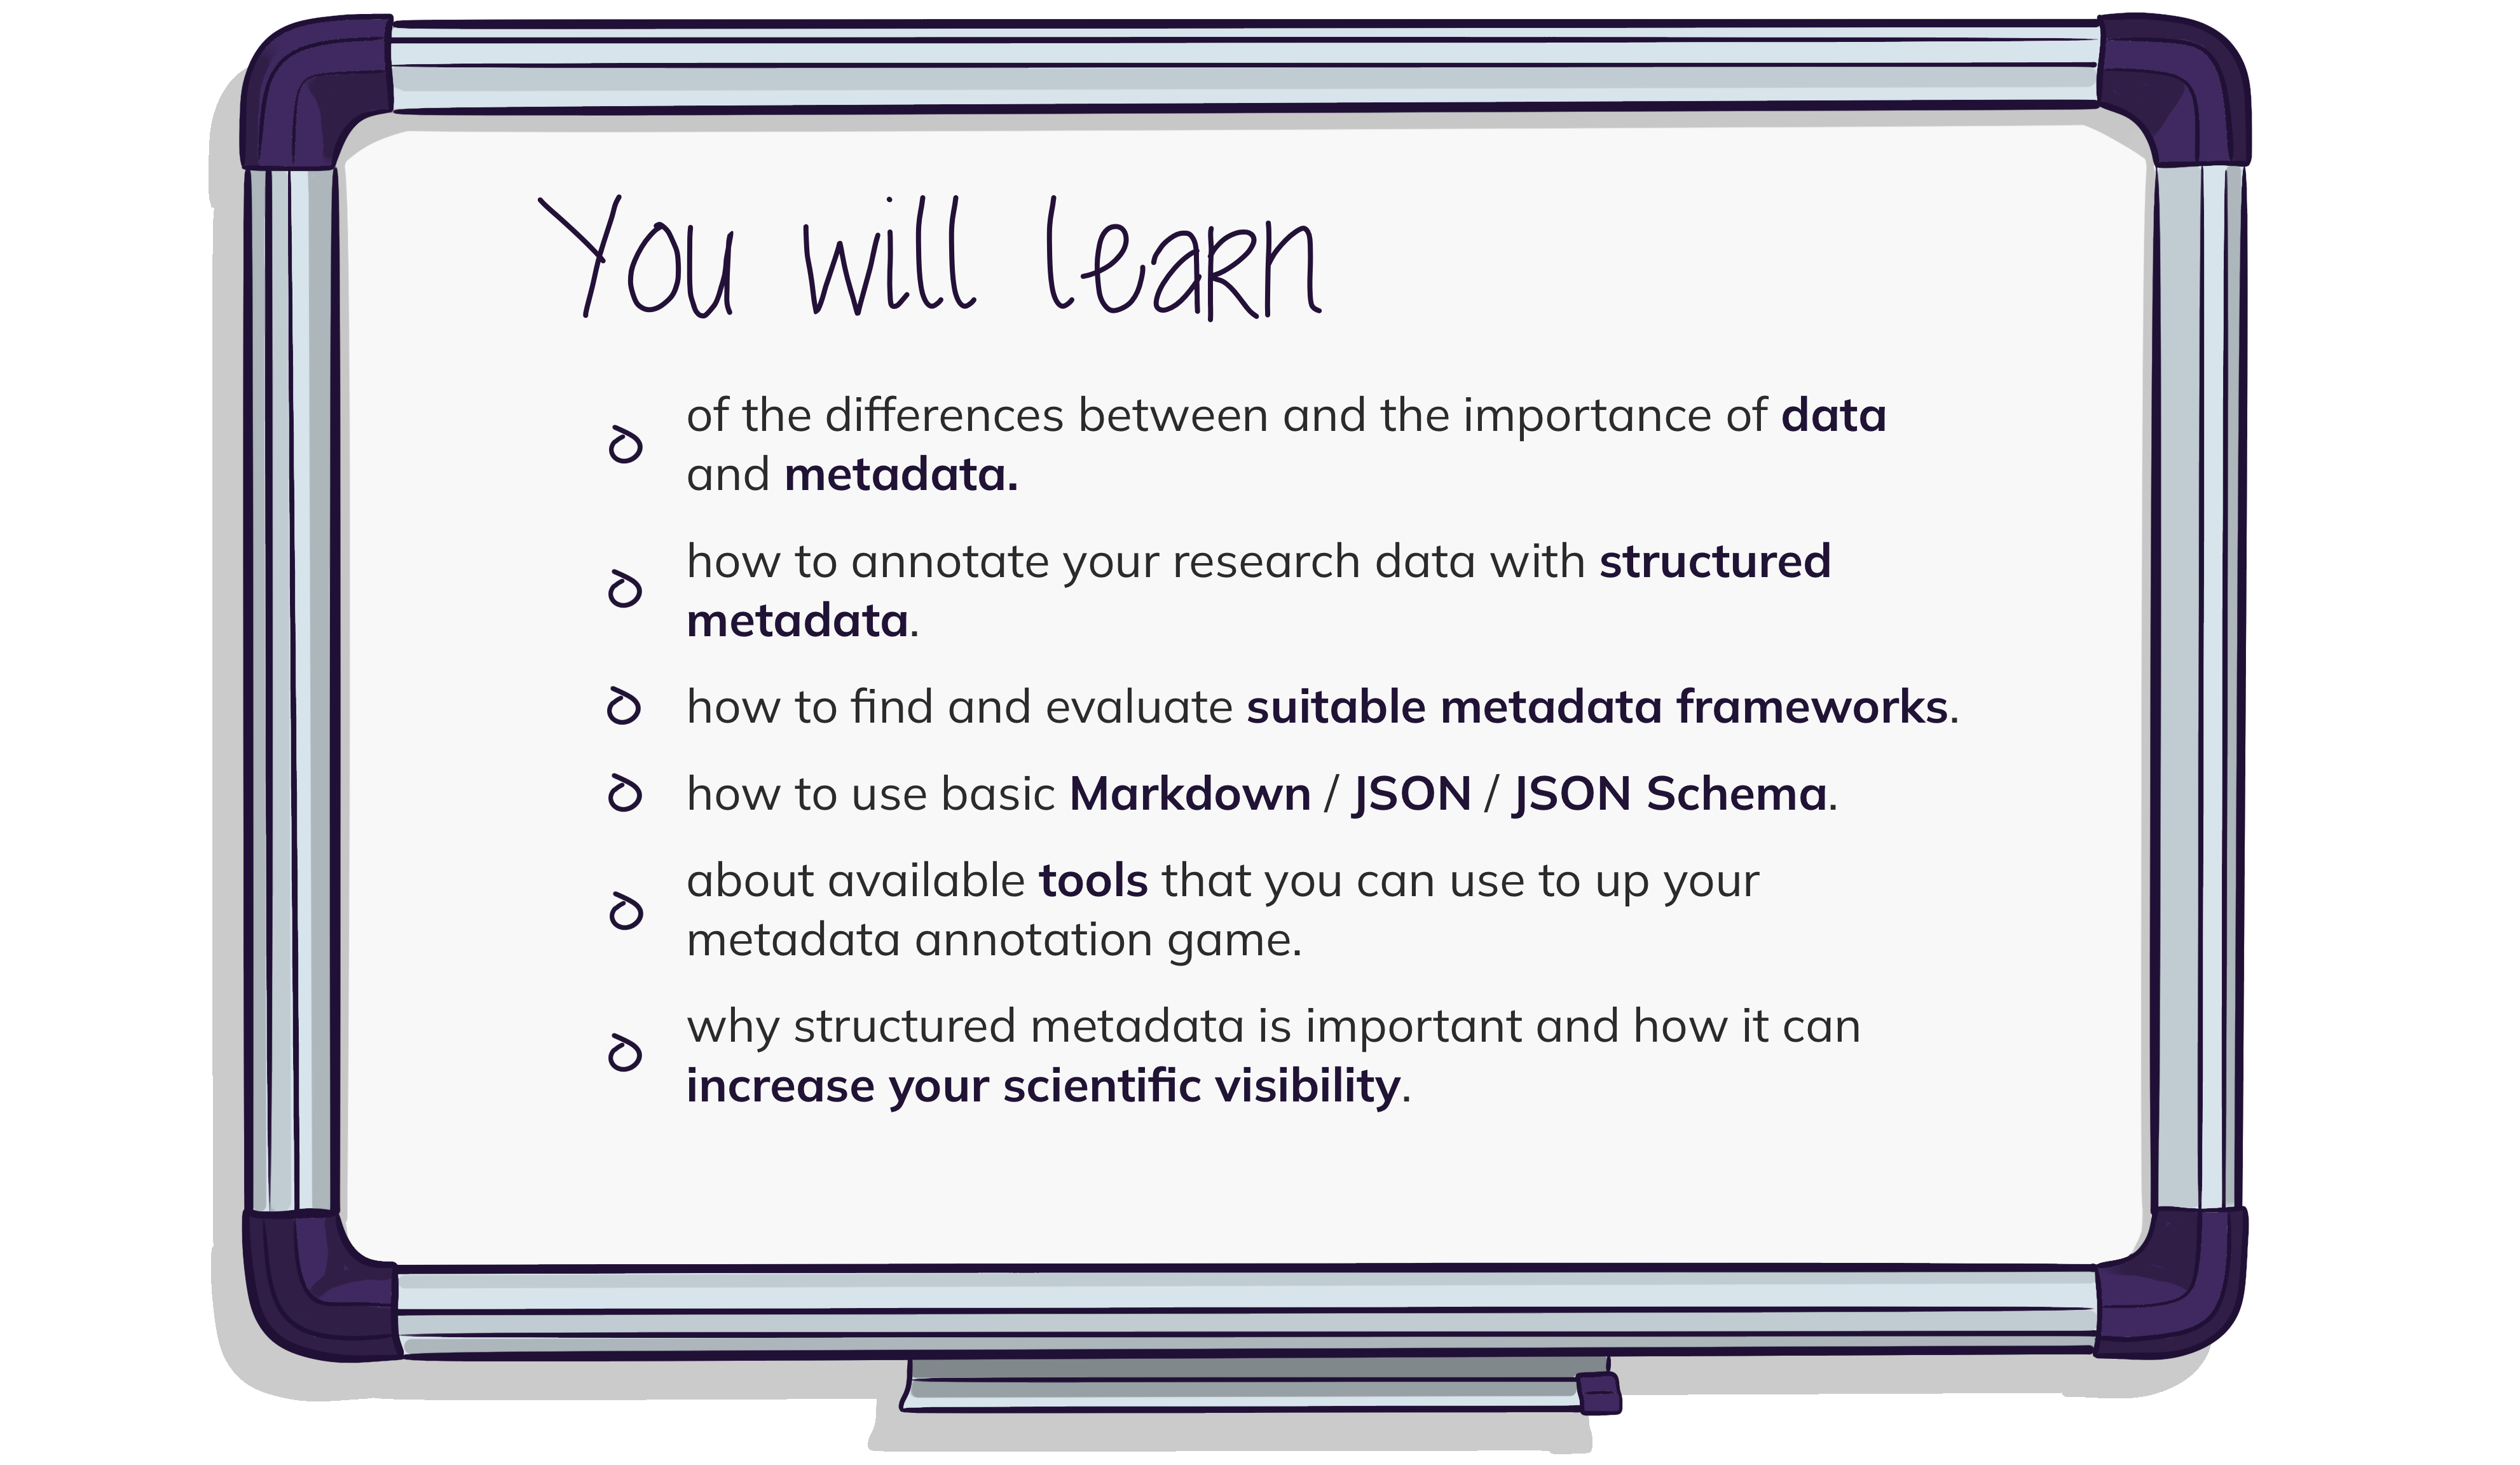 You will learn
of the differences between and the importance of data
and metadata.
how to annotate your research data with structured
metadata.
how to find and evaluate suitable metadata frameworks.
how to use basic Markdown / JSON / JSON Schema.
about available tools that you can use to up your
metadata annotation game.
why structured metadata is important and how it can
increase your scientific visibility.